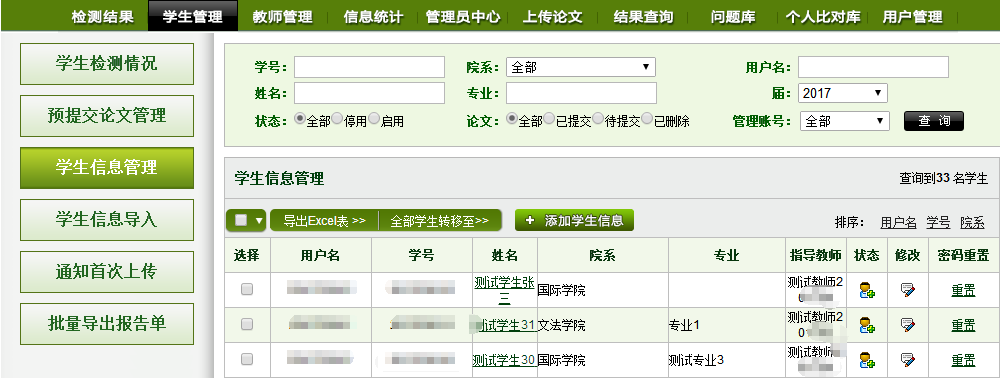 检测结果 学生管理 教师管理 信息统计 管理员中心 上传论文 结果查询 问题库 个人比对库 用户管理
学生检测情况
预提交论文管理
学生信息管理
学生信息导入
通知首次上传
批量导出报告单
学号： 院系： 全部 用户名：
姓名： 专业： 届： 2017
状态： 全部 停用 启用 论文： 全部 已提交 待提交 已删除 管理账号： 全部 查 询
学生信息管理 查询到33 名学生
导出Excel表 >> 全部学生转移至>> + 添加学生信息 排序： 用户名 学号 院系
选择 用户名 学号 姓名 院系 专业 指导教师 状态 修改 密码重置
测试学生张三 国际学院 测试教师2 重置
测试学生31 文法学院 专业1 测试教师2 重置
测试学生30 国际学院 测试专业3 测试教师 重置